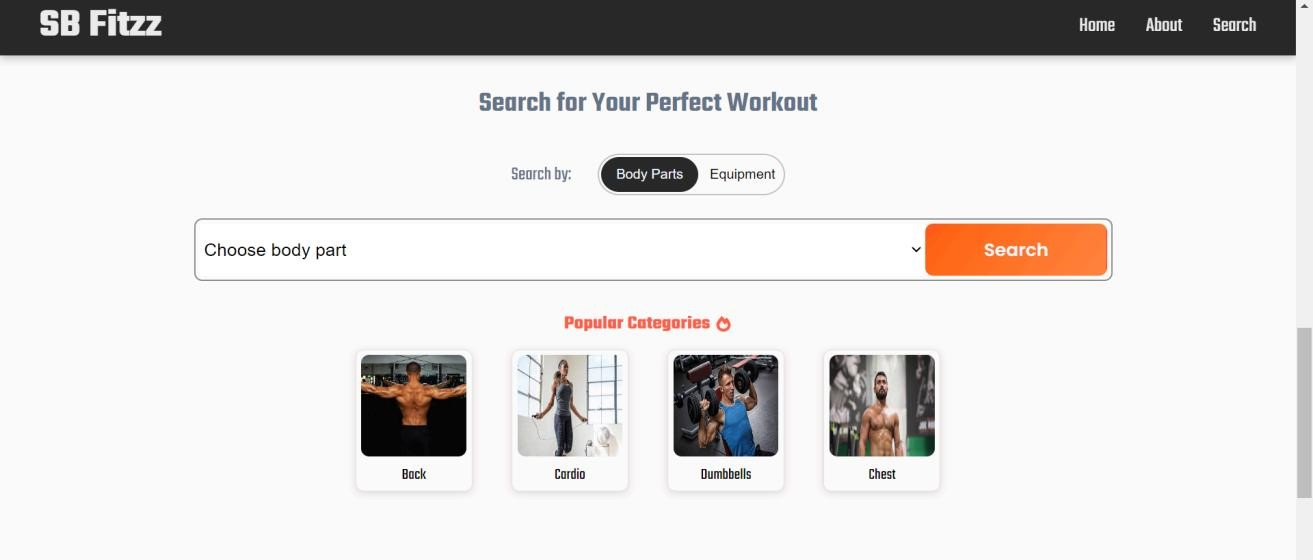 SB Fitzz
Home About Search
Search for Your Perfect Workout
Search by: Body Parts Equipment
Choose body part Search
Popular Categories
Back Cardio Dumbbells Chest